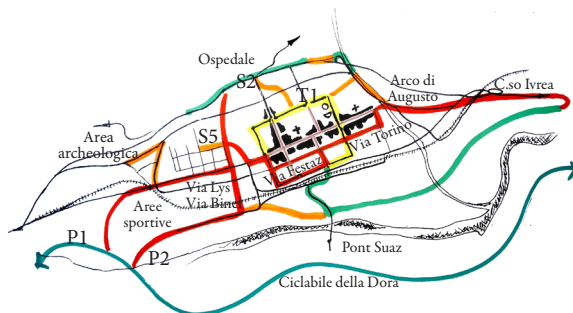 Ospedale
S2
T1
Arco di
Augusto
C.so Ivrea
Area
archeologica
S5
Via Torino
Via Festaz
Via Lys
Via Binel
Aree
sportive
P1
P2
Pont Suaz
Ciclabile della Dora